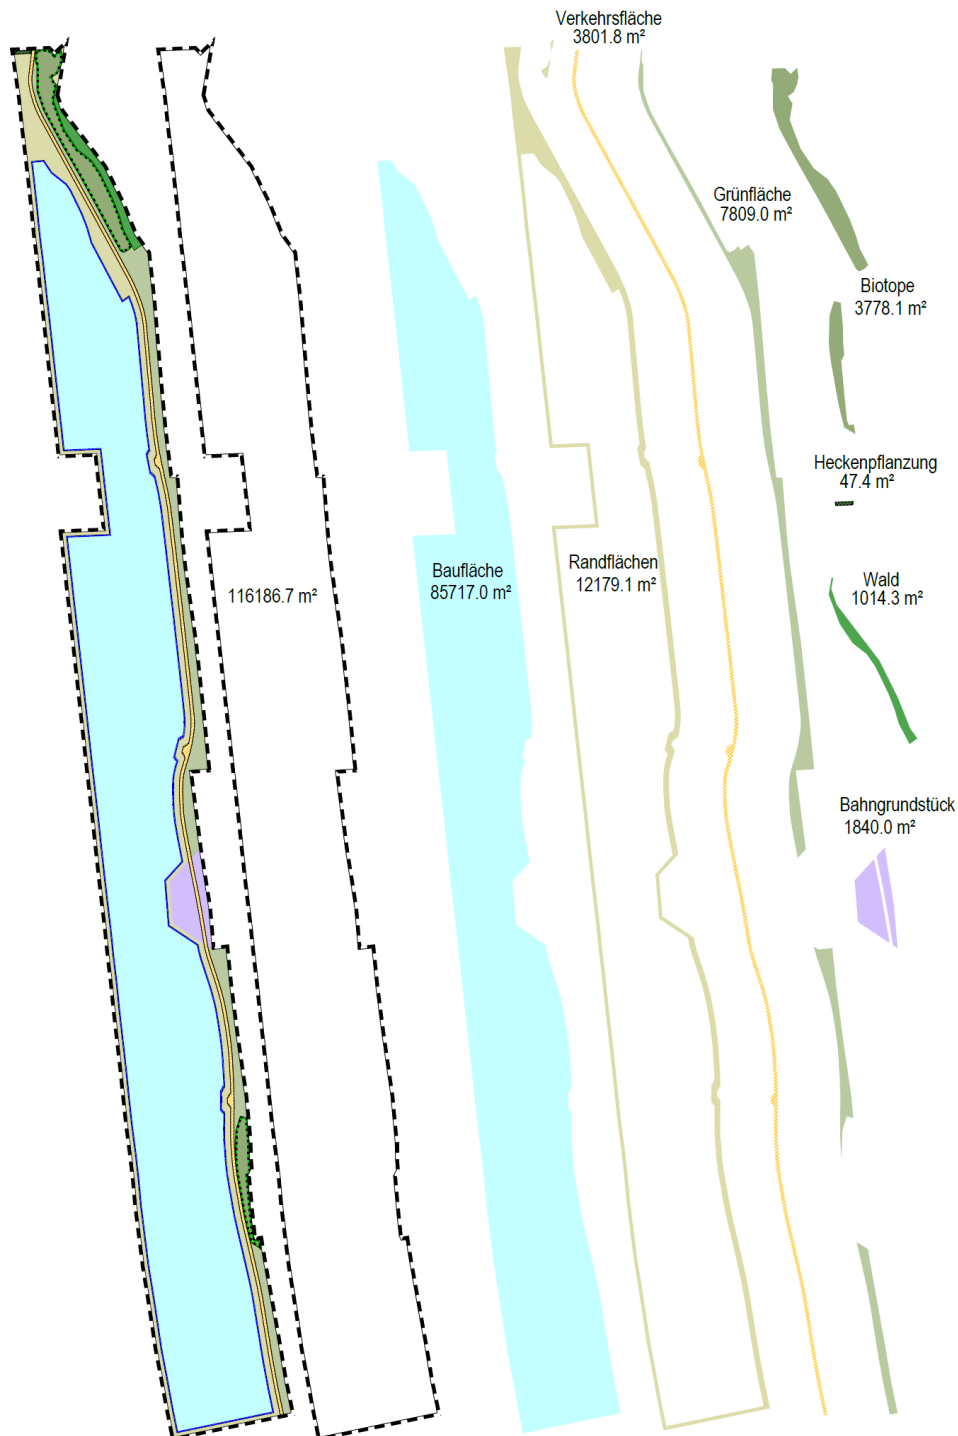 Verkehrsfläche
3801.8 m²
Grünfläche
7809.0 m²
Biotope
3778.1 m²
Heckenpflanzung
47.4 m²
Randflächen
12179.1 m²
Baufläche
85717.0 m²
116186.7 m²
Wald
1014.3 m²
Bahngrundstück
1840.0 m²